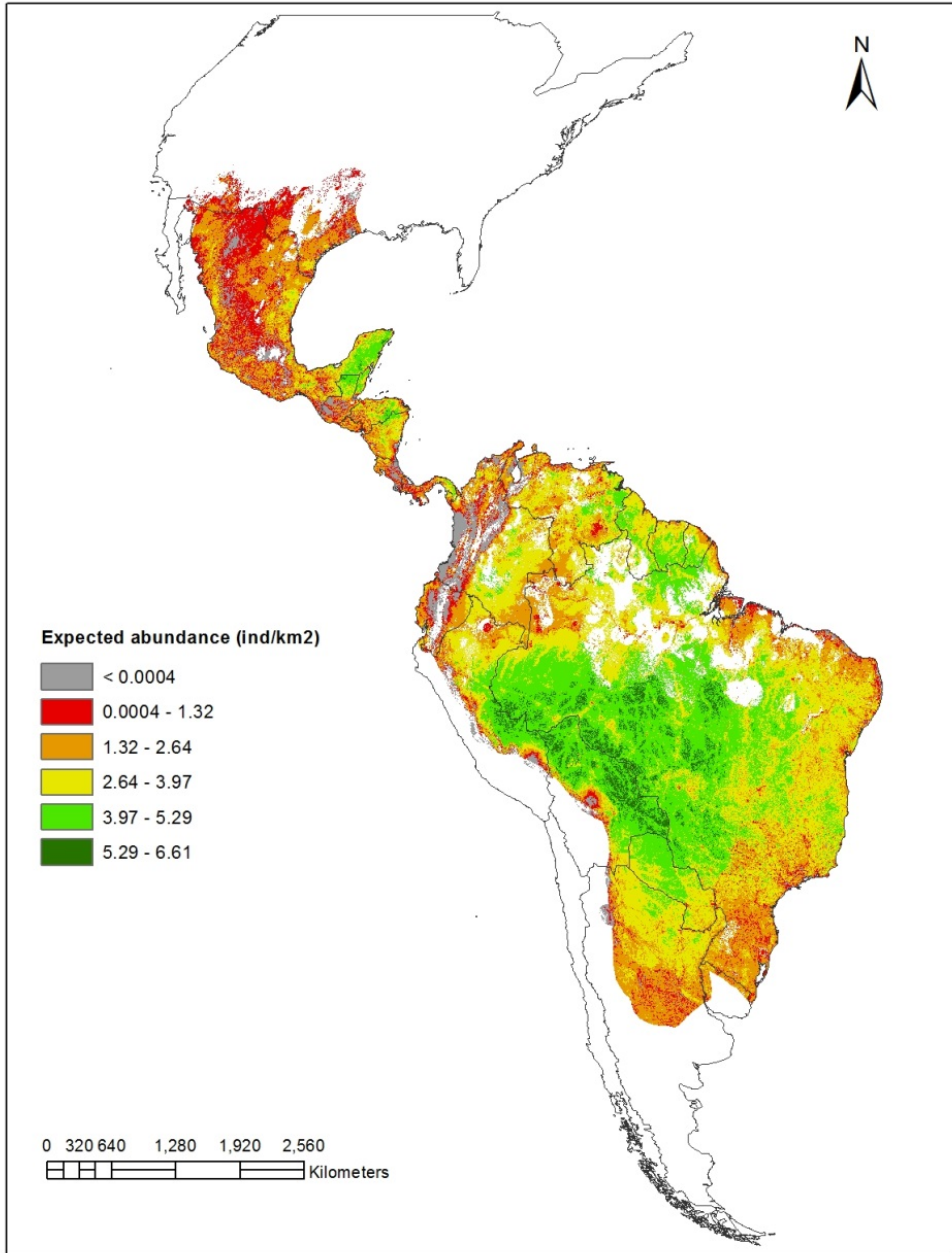 N
Expected abundance (ind/km2)
< 0.0004
0.0004 - 1.32
1.32 - 2.64
2.64 - 3.97
3.97 - 5.29
5.29 - 6.61
0 320 640 1,280 1,920 2,560
Kilometers